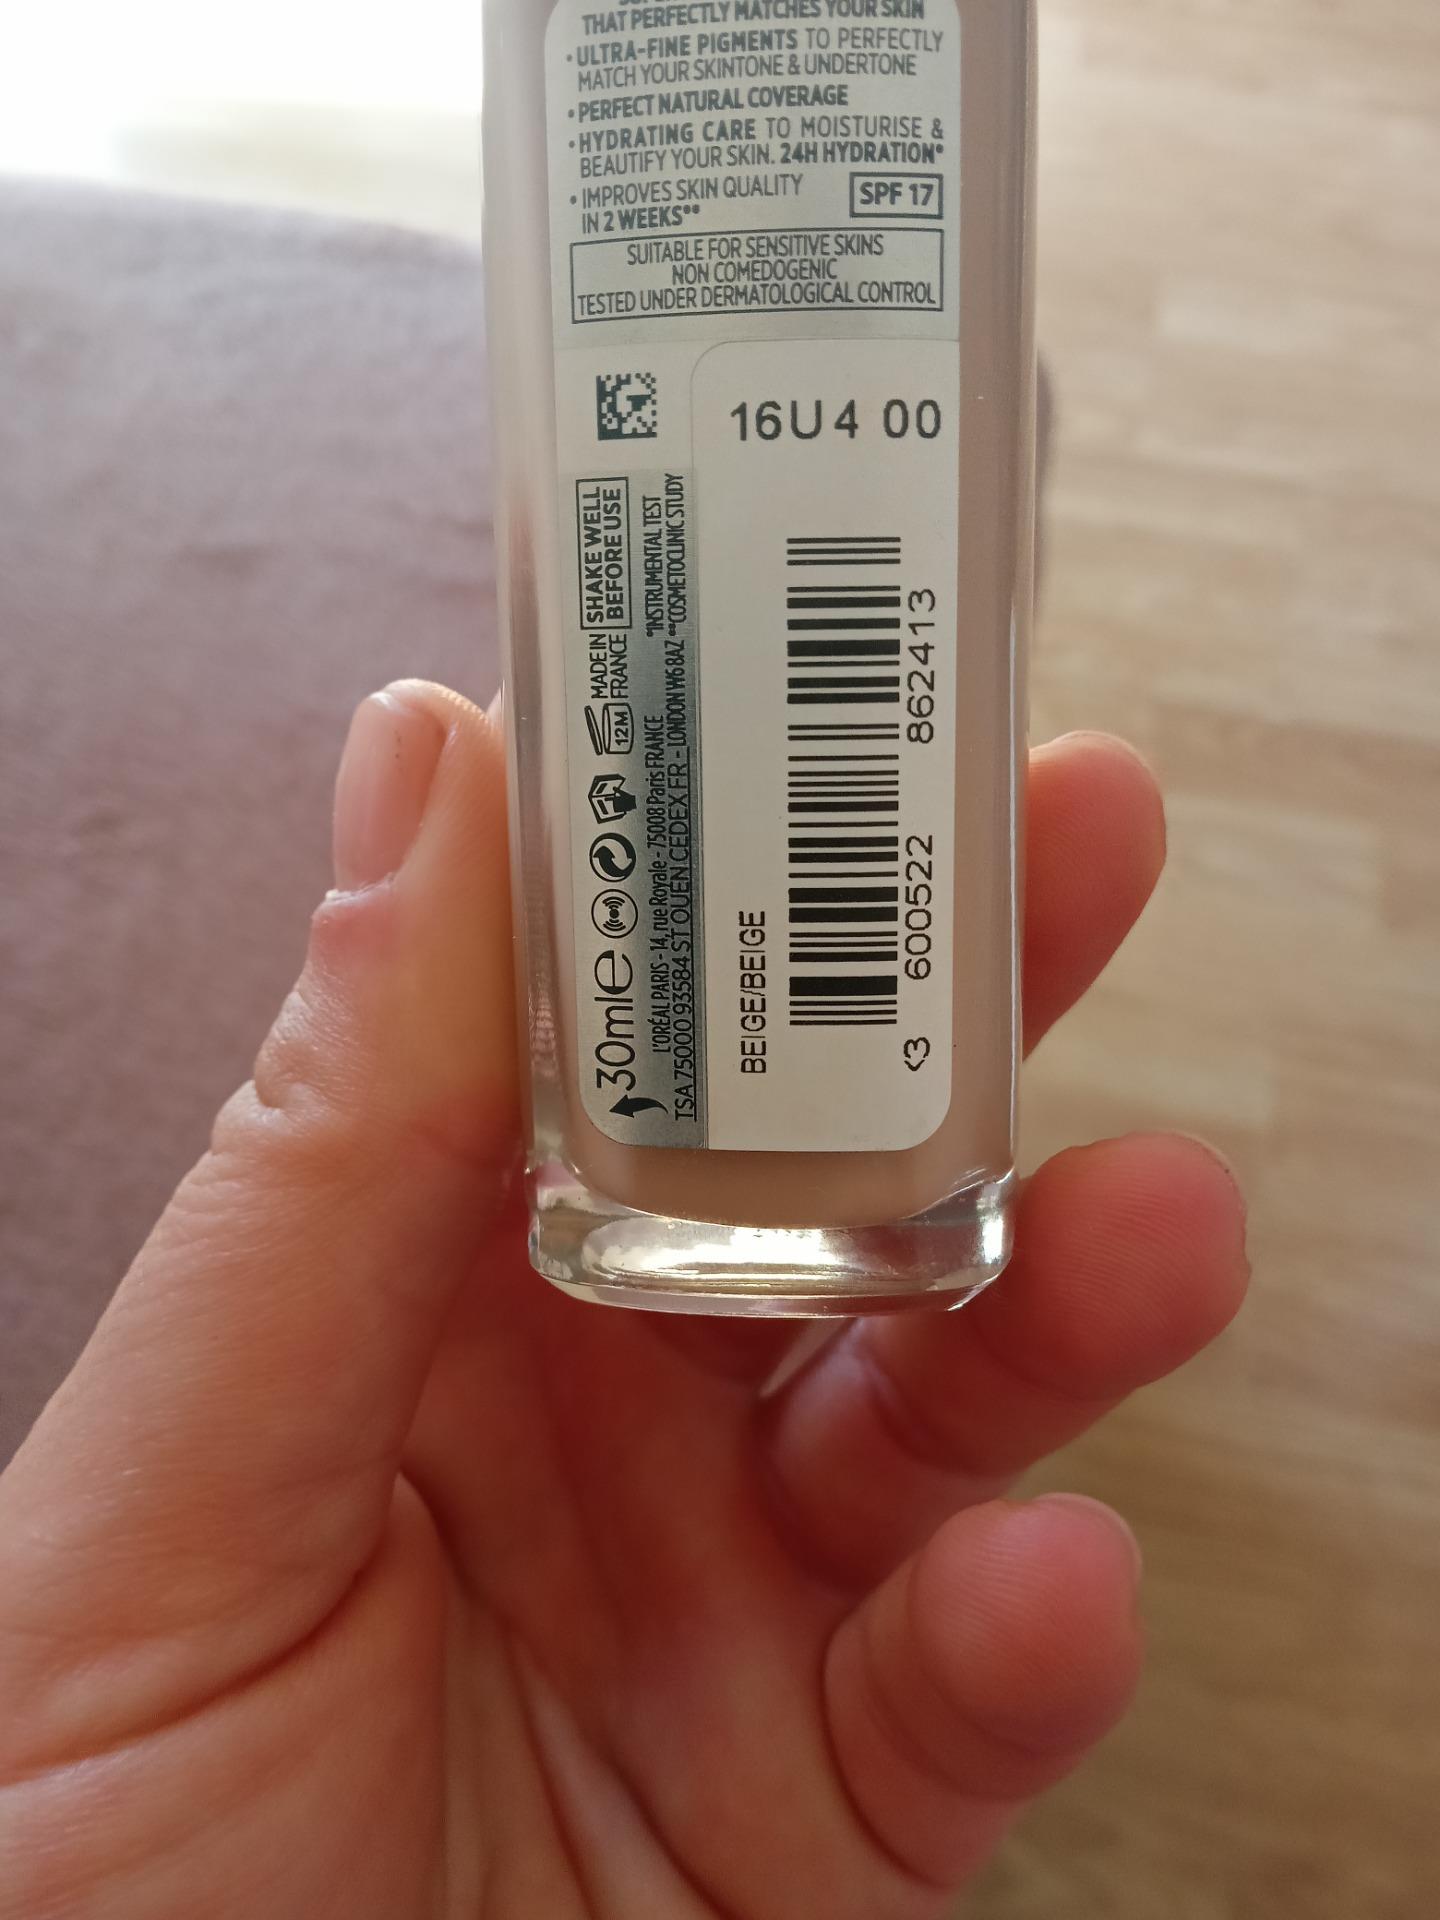 THAT PERFECTLY MATCHES YOUR SKIN
• ULTRA-FINE PIGMENTS TO PERFECTLY
MATCH YOUR SKINTONE & UNDERTONE
• PERFECT NATURAL COVERAGE
• HYDRATING CARE TO MOISTURISE &
BEAUTIFY YOUR SKIN. 24H HYDRATION*
• IMPROVES SKIN QUALITY
IN 2 WEEKS**
SPF 17
SUITABLE FOR SENSITIVE SKINS
NON COMEDOGENIC
TESTED UNDER DERMATOLOGICAL CONTROL
16U4 00
30ml e
12M
MADE IN
FRANCE
SHAKE WELL
BEFORE USE
L'ORÉAL PARIS - 14, rue Royale - 75008 Paris FRANCE
*INSTRUMENTAL TEST
TSA 75000 93584 ST OUEN CEDEX FR - LONDON W6 8AZ **COSMETOCLINIC STUDY
BEIGE/BEIGE
<3 600522 862413